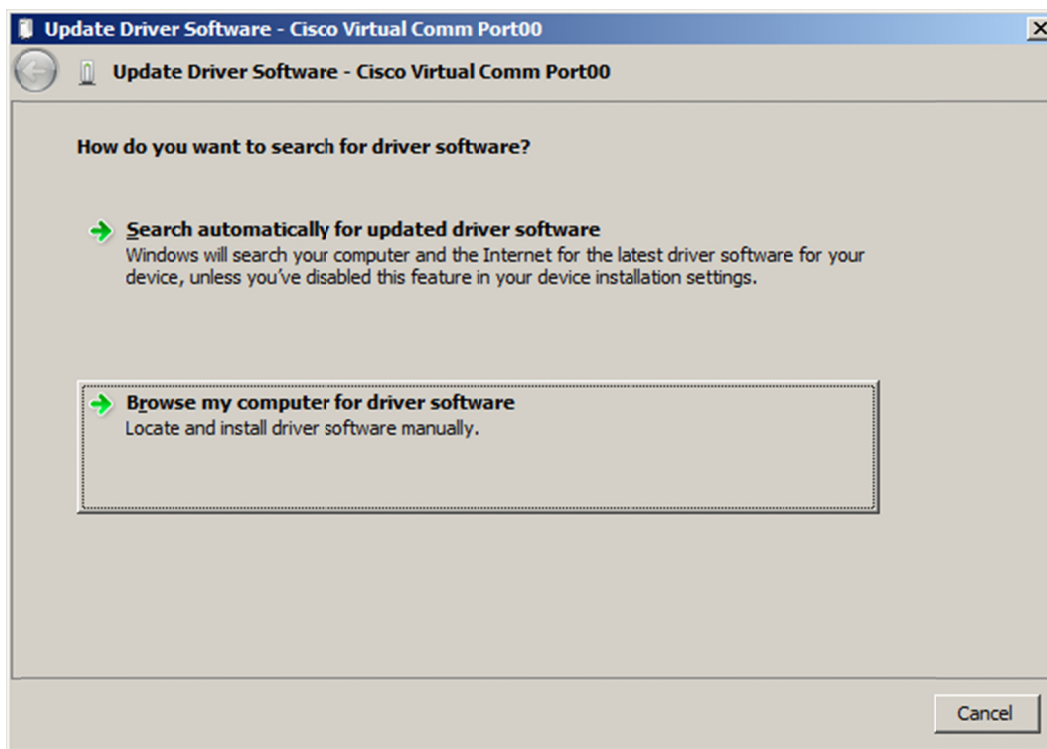 Update Driver Software - Cisco Virtual Comm Port00
Update Driver Software - Cisco Virtual Comm Port00
How do you want to search for driver software?
Search automatically for updated driver software
Windows will search your computer and the Internet for the latest driver software for your
device, unless you've disabled this feature in your device installation settings.
Browse my computer for driver software
Locate and install driver software manually.
Cancel